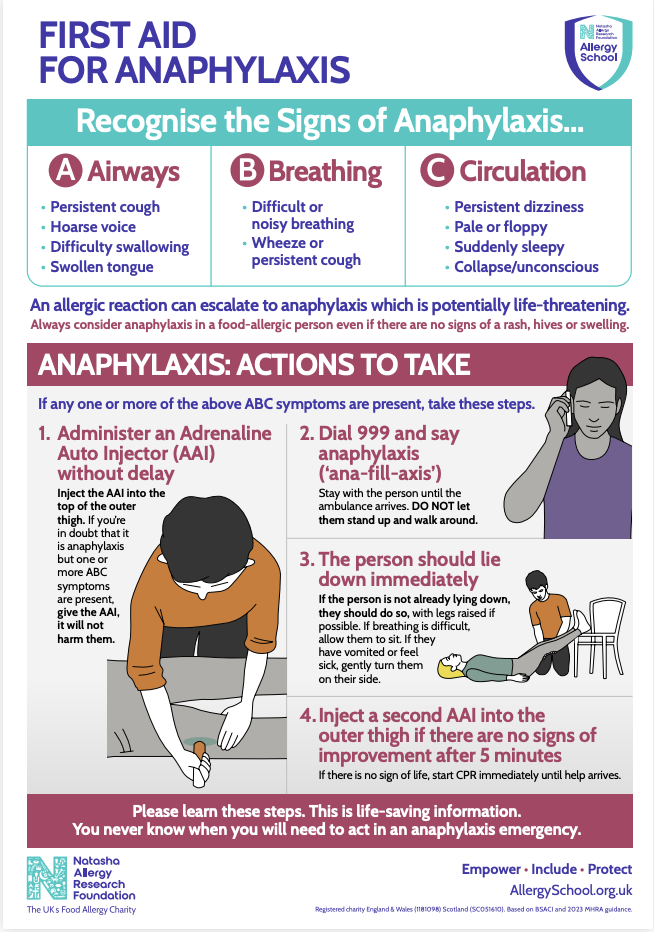 FIRST AID
FOR ANAPHYLAXIS
Natasha
Allergy
Research
Foundation
Allergy
School
Recognise the Signs of Anaphylaxis...
A Airways
• Persistent cough
• Hoarse voice
• Difficulty swallowing
• Swollen tongue
B Breathing
• Difficult or
noisy breathing
• Wheeze or
persistent cough
C Circulation
• Persistent dizziness
• Pale or floppy
• Suddenly sleepy
• Collapse/unconscious
An allergic reaction can escalate to anaphylaxis which is potentially life-threatening.
Always consider anaphylaxis in a food-allergic person even if there are no signs of a rash, hives or swelling.
ANAPHYLAXIS: ACTIONS TO TAKE
If any one or more of the above ABC symptoms are present, take these steps.
1. Administer an Adrenaline
Auto Injector (AAI)
without delay
Inject the AAI into the
top of the outer
thigh. If you're
in doubt that it
is anaphylaxis
but one or
more ABC
symptoms
are present,
give the AAI,
it will not
harm them.
2. Dial 999 and say
anaphylaxis
(‘ana-fill-axis’)
Stay with the person until the
ambulance arrives. DO NOT let
them stand up and walk around.
3. The person should lie
down immediately
If the person is not already lying down,
they should do so, with legs raised if
possible. If breathing is difficult,
allow them to sit. If they
have vomited or feel
sick, gently turn them
on their side.
4. Inject a second AAI into the
outer thigh if there are no signs of
improvement after 5 minutes
If there is no sign of life, start CPR immediately until help arrives.
Please learn these steps. This is life-saving information.
You never know when you will need to act in an anaphylaxis emergency.
Natasha
Allergy
Research
Foundation
The UK's Food Allergy Charity
Empower • Include • Protect
AllergySchool.org.uk
Registered charity England & Wales (1181098) Scotland (SC051610). Based on BSACI and 2023 MHRA guidance.